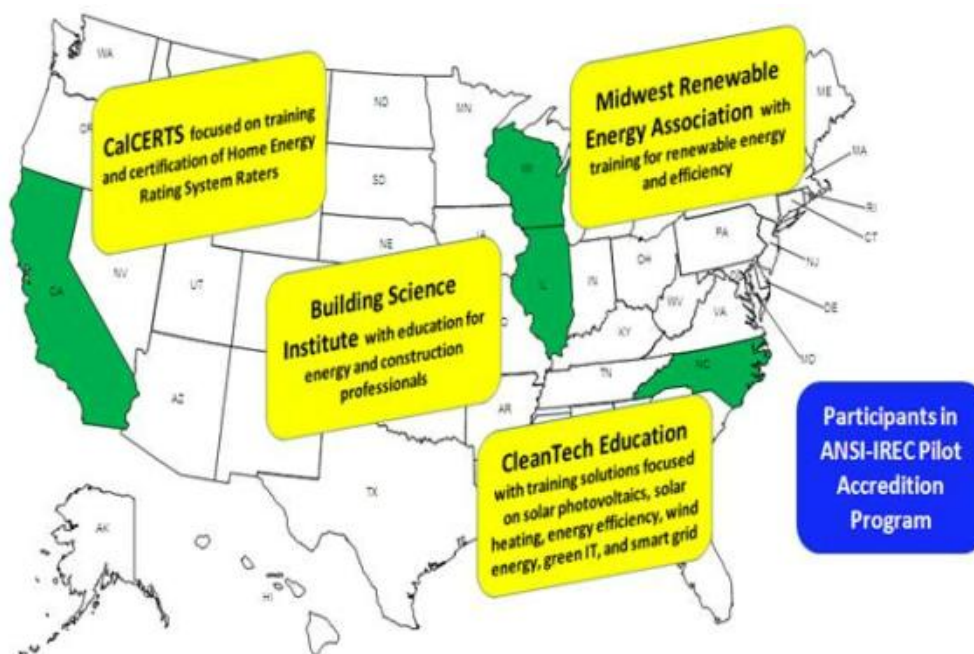 WA
ND
MN
ME
CalCERTS focused on training
and certification of Home Energy
Rating System Raters
Midwest Renewable
Energy Association with
training for renewable energy
and efficiency
MA
RI
CT
NJ
DE
MD
SD
WI
NE
IA
PA
CA
NV
UT
IL
IN
OH
WV
VA
KY
Building Science
Institute with education for
energy and construction
professionals
AZ
AR
TN
NC
CleanTech Education
with training solutions focused
on solar photovoltaics, solar
heating, energy efficiency, wind
energy, green IT, and smart grid
Participants in
ANSI-IREC Pilot
Accredition
Program
TX
AK
HI